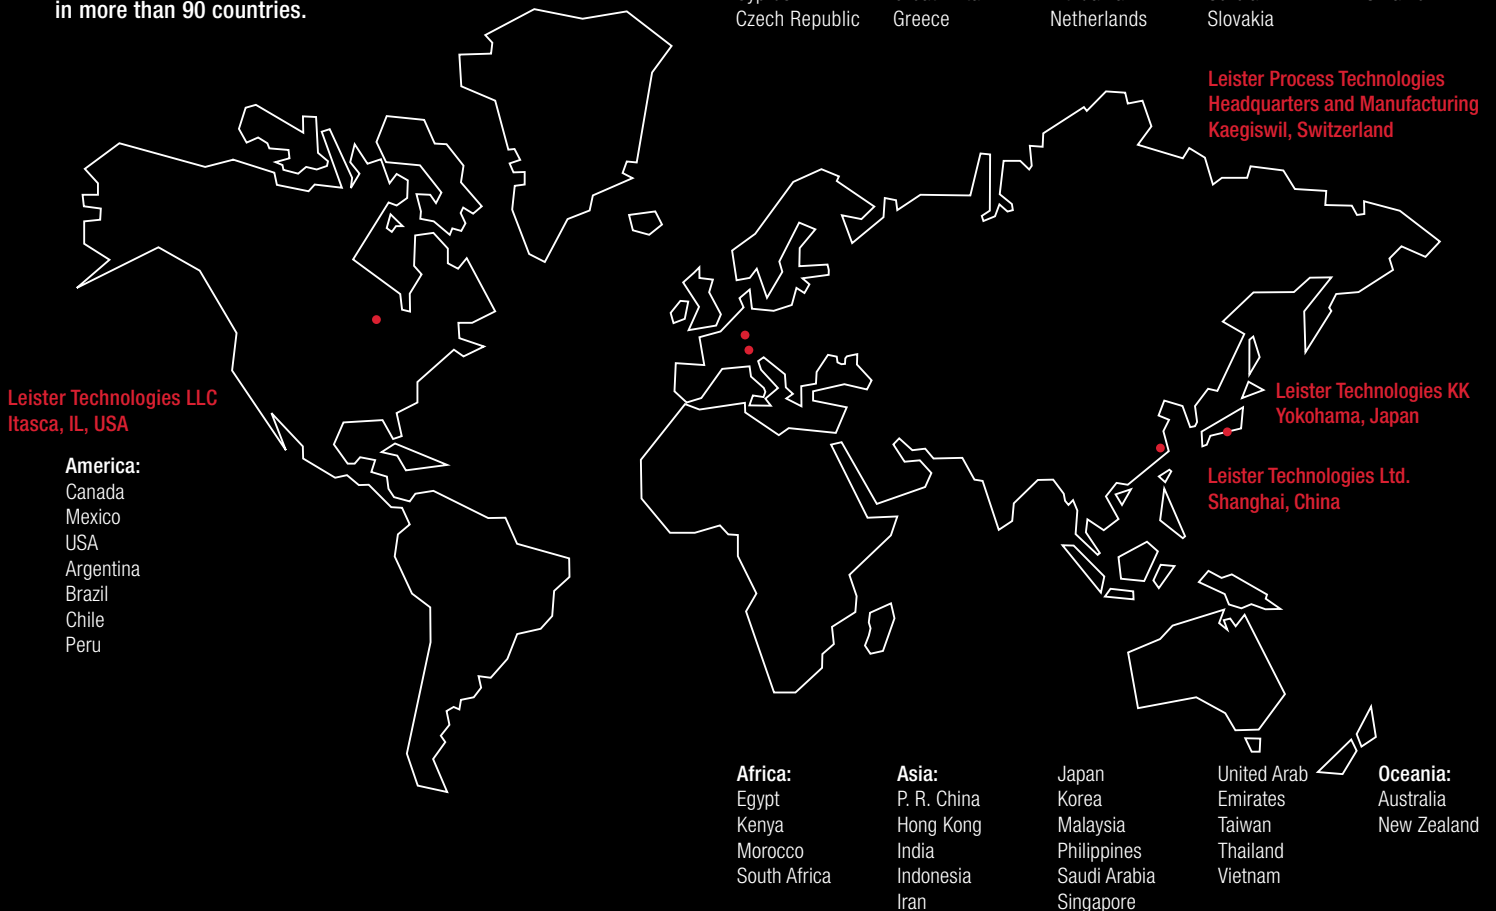 in more than 90 countries.
Czech Republic
Greece
Netherlands
Slovakia
Leister Process Technologies
Headquarters and Manufacturing
Kaegiswil, Switzerland
Leister Technologies LLC
Itasca, IL, USA
Leister Technologies KK
Yokohama, Japan
Leister Technologies Ltd.
Shanghai, China
America:
Canada
Mexico
USA
Argentina
Brazil
Chile
Peru
Africa:
Egypt
Kenya
Morocco
South Africa
Asia:
P. R. China
Hong Kong
India
Indonesia
Iran
Japan
Korea
Malaysia
Philippines
Saudi Arabia
Singapore
United Arab
Emirates
Taiwan
Thailand
Vietnam
Oceania:
Australia
New Zealand